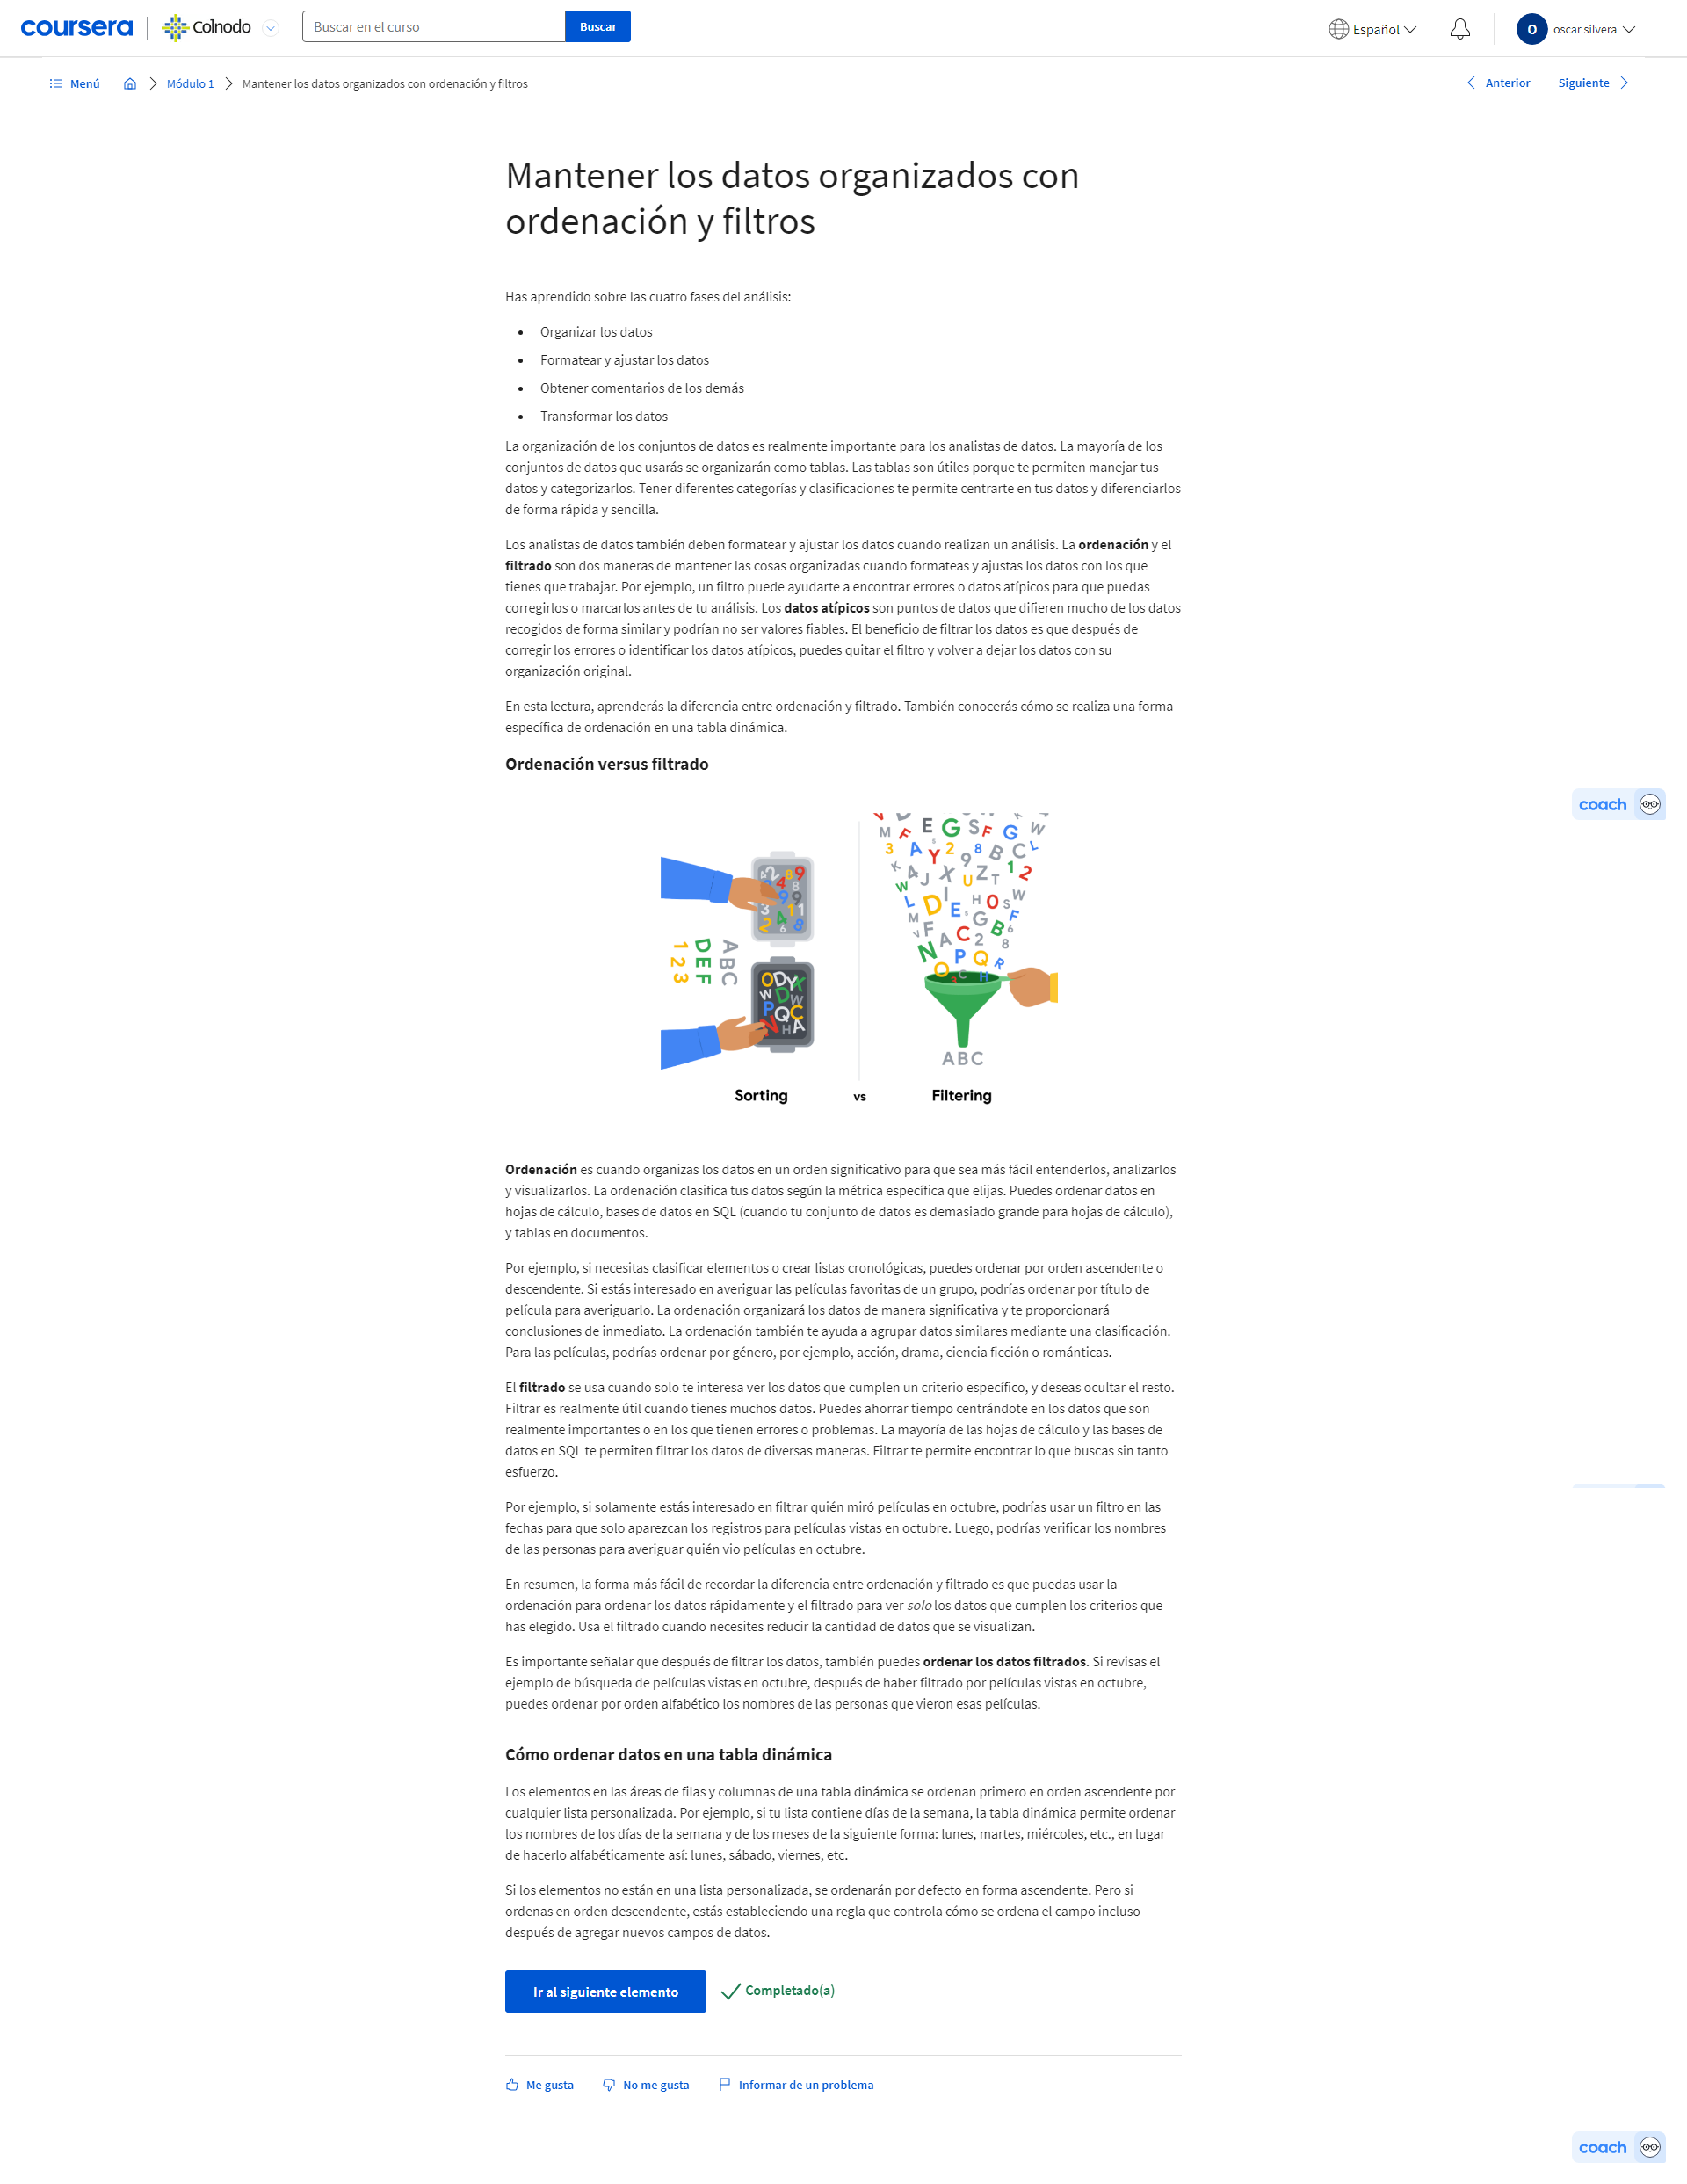 coursera
Colnodo
Buscar en el curso
Buscar
Español
O
oscar silvera
Menú
Módulo 1
Mantener los datos organizados con ordenación y filtros
Anterior
Siguiente
Mantener los datos organizados con
ordenación y filtros
Has aprendido sobre las cuatro fases del análisis:
• Organizar los datos
• Formatear y ajustar los datos
• Obtener comentarios de los demás
• Transformar los datos
La organización de los conjuntos de datos es realmente importante para los analistas de datos. La mayoría de los
conjuntos de datos que usarás se organizarán como tablas. Las tablas son útiles porque te permiten manejar tus
datos y categorizarlos. Tener diferentes categorías y clasificaciones te permite centrarte en tus datos y diferenciarlos
de forma rápida y sencilla.
Los analistas de datos también deben formatear y ajustar los datos cuando realizan un análisis. La ordenación y el
filtrado son dos maneras de mantener las cosas organizadas cuando formateas y ajustas los datos con los que
tienes que trabajar. Por ejemplo, un filtro puede ayudarte a encontrar errores o datos atípicos para que puedas
corregirlos o marcarlos antes de tu análisis. Los datos atípicos son puntos de datos que difieren mucho de los datos
recogidos de forma similar y podrían no ser valores fiables. El beneficio de filtrar los datos es que después de
corregir los errores o identificar los datos atípicos, puedes quitar el filtro y volver a dejar los datos con su
organización original.
En esta lectura, aprenderás la diferencia entre ordenación y filtrado. También conocerás cómo se realiza una forma
específica de ordenación en una tabla dinámica.
Ordenación versus filtrado
coach
ABC
DEF
123
ABC
Sorting
vs
Filtering
Ordenación es cuando organizas los datos en un orden significativo para que sea más fácil entenderlos, analizarlos
y visualizarlos. La ordenación clasifica tus datos según la métrica específica que elijas. Puedes ordenar datos en
hojas de cálculo, bases de datos en SQL (cuando tu conjunto de datos es demasiado grande para hojas de cálculo),
y tablas en documentos.
Por ejemplo, si necesitas clasificar elementos o crear listas cronológicas, puedes ordenar por orden ascendente o
descendente. Si estás interesado en averiguar las películas favoritas de un grupo, podrías ordenar por título de
película para averiguarlo. La ordenación organizará los datos de manera significativa y te proporcionará
conclusiones de inmediato. La ordenación también te ayuda a agrupar datos similares mediante una clasificación.
Para las películas, podrías ordenar por género, por ejemplo, acción, drama, ciencia ficción o románticas.
El filtrado se usa cuando solo te interesa ver los datos que cumplen un criterio específico, y deseas ocultar el resto.
Filtrar es realmente útil cuando tienes muchos datos. Puedes ahorrar tiempo centrándote en los datos que son
realmente importantes o en los que tienen errores o problemas. La mayoría de las hojas de cálculo y las bases de
datos en SQL te permiten filtrar los datos de diversas maneras. Filtrar te permite encontrar lo que buscas sin tanto
esfuerzo.
Por ejemplo, si solamente estás interesado en filtrar quién miró películas en octubre, podrías usar un filtro en las
fechas para que solo aparezcan los registros para películas vistas en octubre. Luego, podrías verificar los nombres
de las personas para averiguar quién vio películas en octubre.
En resumen, la forma más fácil de recordar la diferencia entre ordenación y filtrado es que puedas usar la
ordenación para ordenar los datos rápidamente y el filtrado para ver solo los datos que cumplen los criterios que
has elegido. Usa el filtrado cuando necesites reducir la cantidad de datos que se visualizan.
Es importante señalar que después de filtrar los datos, también puedes ordenar los datos filtrados. Si revisas el
ejemplo de búsqueda de películas vistas en octubre, después de haber filtrado por películas vistas en octubre,
puedes ordenar por orden alfabético los nombres de las personas que vieron esas películas.
Cómo ordenar datos en una tabla dinámica
Los elementos en las áreas de filas y columnas de una tabla dinámica se ordenan primero en orden ascendente por
cualquier lista personalizada. Por ejemplo, si tu lista contiene días de la semana, la tabla dinámica permite ordenar
los nombres de los días de la semana y de los meses de la siguiente forma: lunes, martes, miércoles, etc., en lugar
de hacerlo alfabéticamente así: lunes, sábado, viernes, etc.
Si los elementos no están en una lista personalizada, se ordenarán por defecto en forma ascendente. Pero si
ordenas en orden descendente, estás estableciendo una regla que controla cómo se ordena el campo incluso
después de agregar nuevos campos de datos.
Ir al siguiente elemento
Completado(a)
Me gusta
No me gusta
Informar de un problema
coach